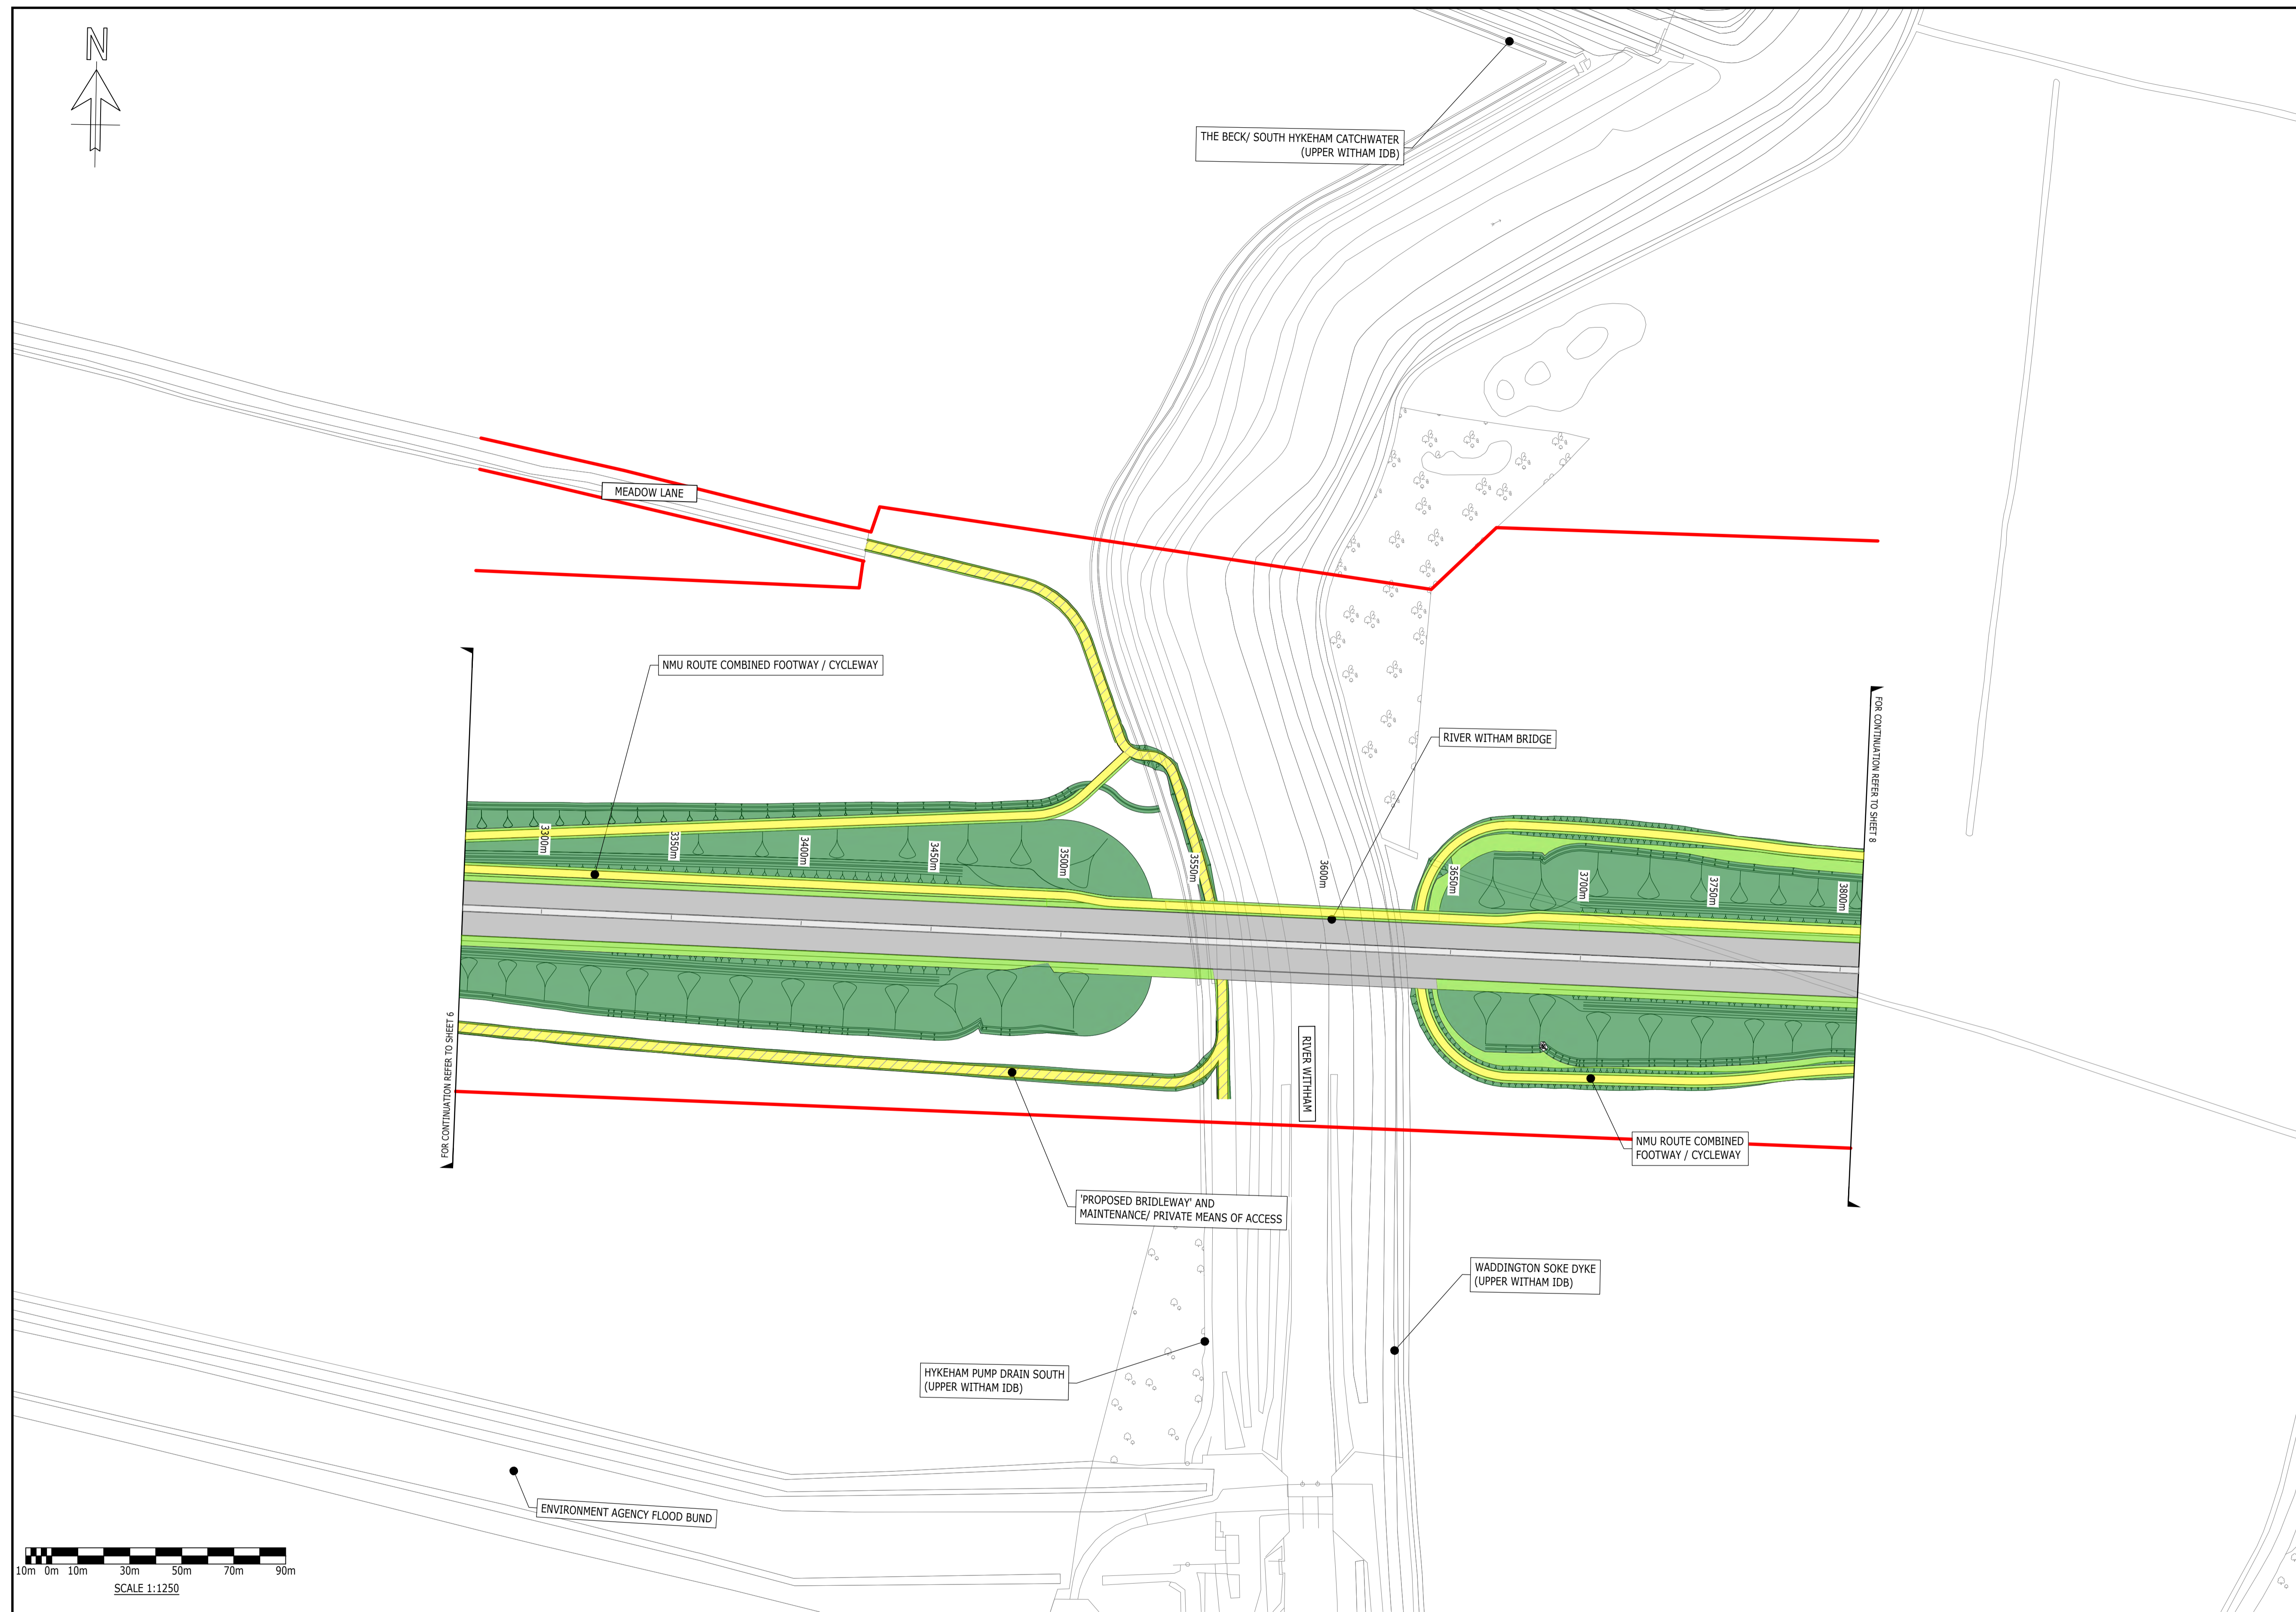 N
THE BECK/ SOUTH HYKEHAM CATCHWATER
(UPPER WITHAM IDB)
MEADOW LANE
NMU ROUTE COMBINED FOOTWAY / CYCLEWAY
RIVER WITHAM BRIDGE
FOR CONTINUATION REFER TO SHEET 8
3300m
3350m
3400m
3450m
3500m
3550m
3600m
3650m
3700m
3750m
3800m
FOR CONTINUATION REFER TO SHEET 6
RIVER WITHAM
NMU ROUTE COMBINED
FOOTWAY / CYCLEWAY
'PROPOSED BRIDLEWAY' AND
MAINTENANCE/ PRIVATE MEANS OF ACCESS
WADDINGTON SOKE DYKE
(UPPER WITHAM IDB)
HYKEHAM PUMP DRAIN SOUTH
(UPPER WITHAM IDB)
ENVIRONMENT AGENCY FLOOD BUND
10m 0m 10m 30m 50m 70m 90m
SCALE 1:1250